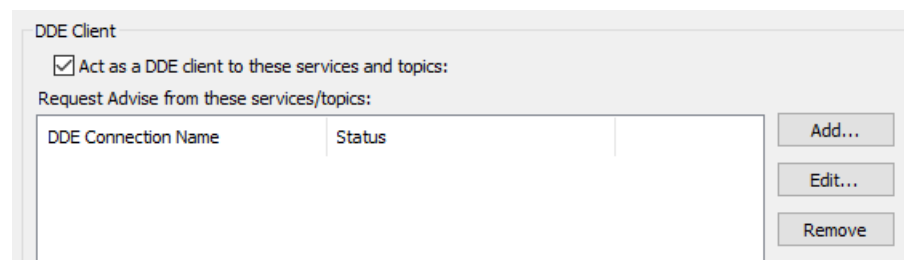 DDE Client
Act as a DDE client to these services and topics:
Request Advise from these services/topics:
DDE Connection Name Status
Add...
Edit...
Remove